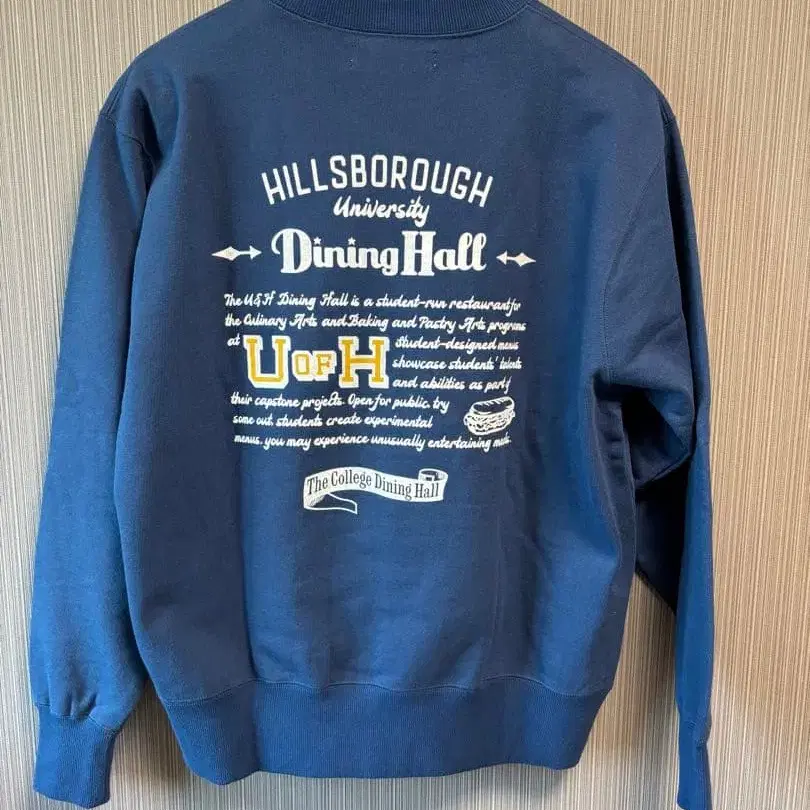 HILLSBOROUGH
University
Dining Hall
The U&H Dining Hall is a student-run restaurant for
the Culinary Arts and Baking and Pastry Arts programs
at U OF H Student-designed menus
showcase students' talents
and abilities as part of
their capstone projects. Open for public. try
some out. students create experimental
menus. you may experience unusually entertaining meals.
The College Dining Hall